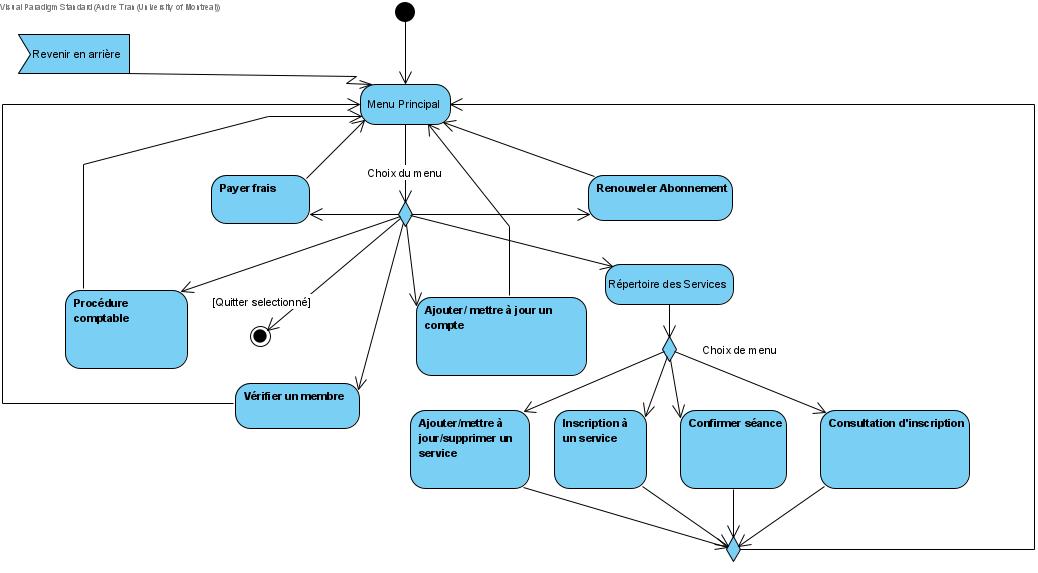 Visual Paradigm Standard (Andre Tran (University of Montreal))
Revenir en arrière
Menu Principal
Choix du menu
Payer frais
Renouveler Abonnement
Répertoire des Services
Procédure
comptable
[Quitter selectionné]
Ajouter/ mettre à jour un
compte
Choix de menu
Vérifier un membre
Ajouter/mettre à
jour/supprimer un
service
Inscription à
un service
Confirmer séance
Consultation d'inscription